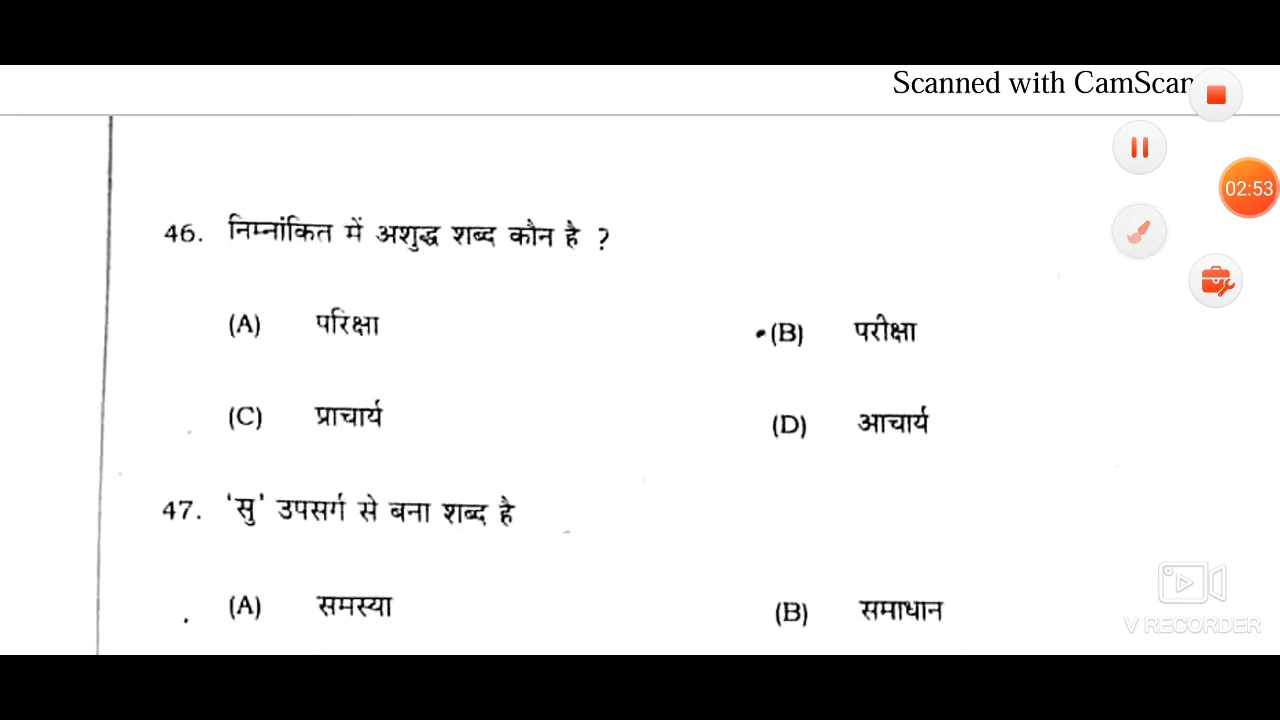 Scanned with CamScan
02:53
46. निम्नांकित में अशुद्ध शब्द कौन है ?
(A) परिक्षा (B) परीक्षा
(C) प्राचार्य (D) आचार्य
47. 'सु' उपसर्ग से बना शब्द है
(A) समस्या (B) समाधान
V RECORDER